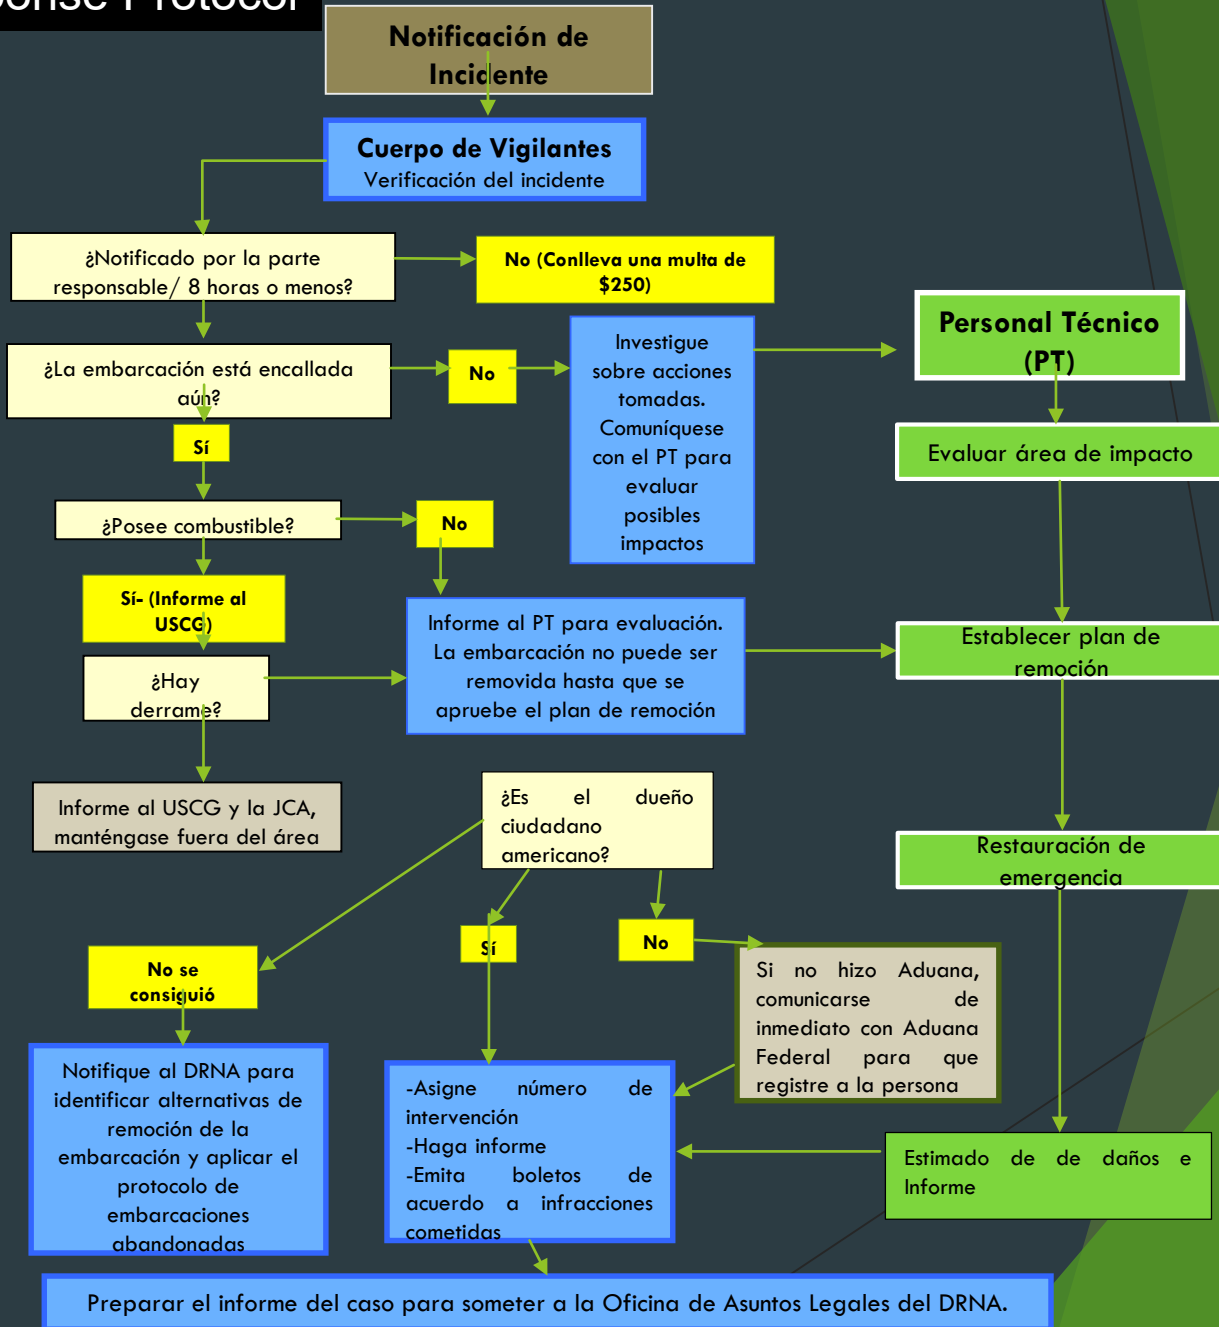 Protocol
Notificación de
Incidente
Cuerpo de Vigilantes
Verificación del incidente
¿Notificado por la parte
responsable/ 8 horas o menos?
No (Conlleva una multa de
$250)
¿La embarcación está encallada
aún?
No
Investigue
sobre acciones
tomadas.
Comuníquese
con el PT para
evaluar
posibles
impactos
Personal Técnico
(PT)
Evaluar área de impacto
Sí
¿Posee combustible?
No
Sí- (Informe al
USCG)
Informe al PT para evaluación.
La embarcación no puede ser
removida hasta que se
apruebe el plan de remoción
Establecer plan de
remoción
¿Hay
derrame?
Informe al USCG y la JCA,
manténgase fuera del área
¿Es el dueño
ciudadano
americano?
Restauración de
emergencia
No se
consiguió
Sí
No
Si no hizo Aduana,
comunicarse de
inmediato con Aduana
Federal para que
registre a la persona
Notifique al DRNA para
identificar alternativas de
remoción de la
embarcación y aplicar el
protocolo de
embarcaciones
abandonadas
-Asigne número de
intervención
-Haga informe
-Emita boletos de
acuerdo a infracciones
cometidas
Estimado de de daños e
Informe
Preparar el informe del caso para someter a la Oficina de Asuntos Legales del DRNA.